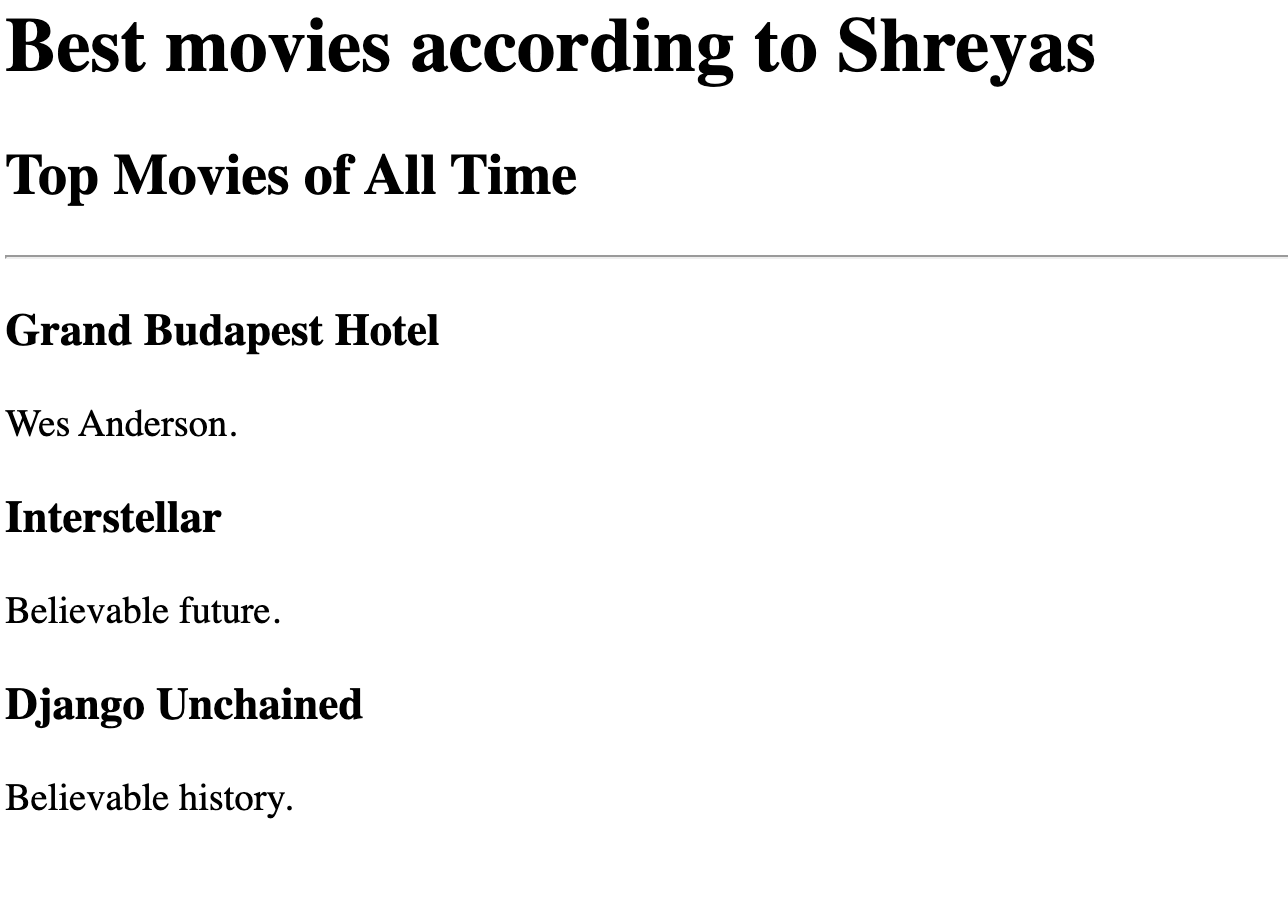 Best movies according to Shreyas
Top Movies of All Time
Grand Budapest Hotel
Wes Anderson.
Interstellar
Believable future.
Django Unchained
Believable history.